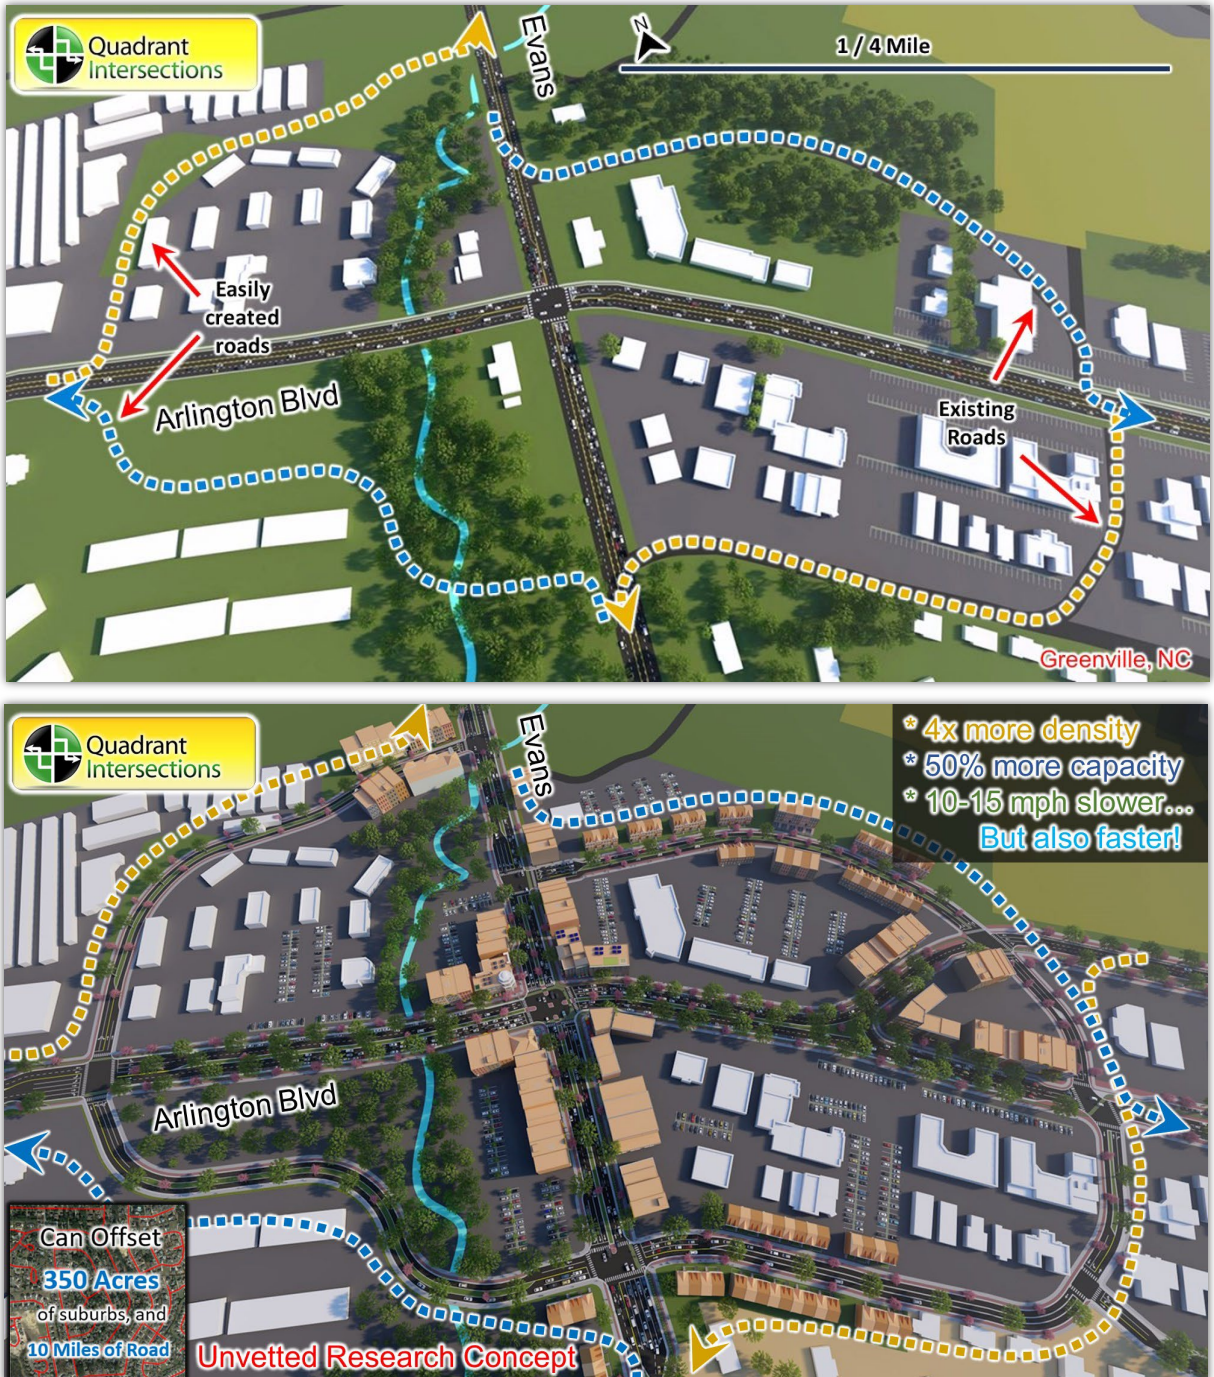 Quadrant
Intersections
Evans
N
1 / 4 Mile
Easily
created
roads
Arlington Blvd
Existing
Roads
Greenville, NC
Quadrant
Intersections
Evans
* 4x more density
* 50% more capacity
* 10-15 mph slower...
But also faster!
Arlington Blvd
Can Offset
350 Acres
of suburbs, and
10 Miles of Road
Unvetted Research Concept